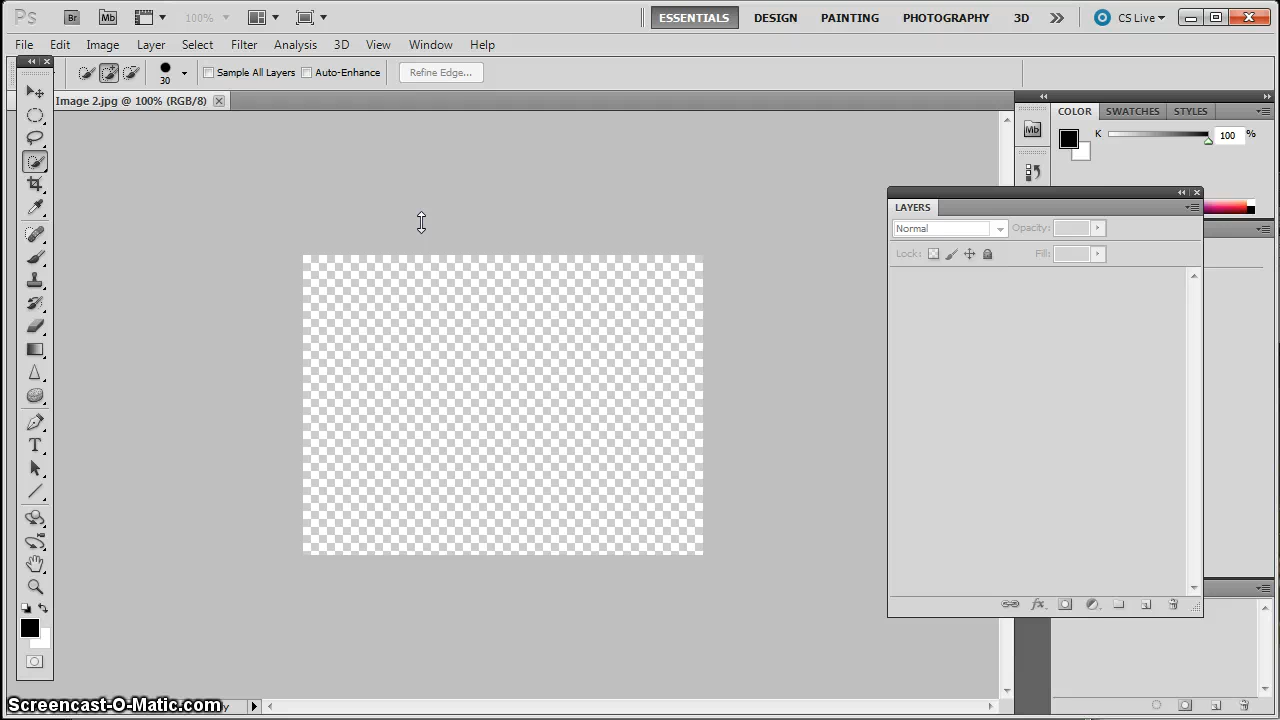 Ps Br Mb 100% ESSENTIALS DESIGN PAINTING PHOTOGRAPHY 3D CS Live
File Edit Image Layer Select Filter Analysis 3D View Window Help
30 Sample All Layers Auto-Enhance Refine Edge...
Image 2.jpg @ 100% (RGB/8)
COLOR SWATCHES STYLES
Mb
K 100 %
LAYERS
Normal Opacity:
Lock: Fill:
fx.
T
Screencast-O-Matic.com